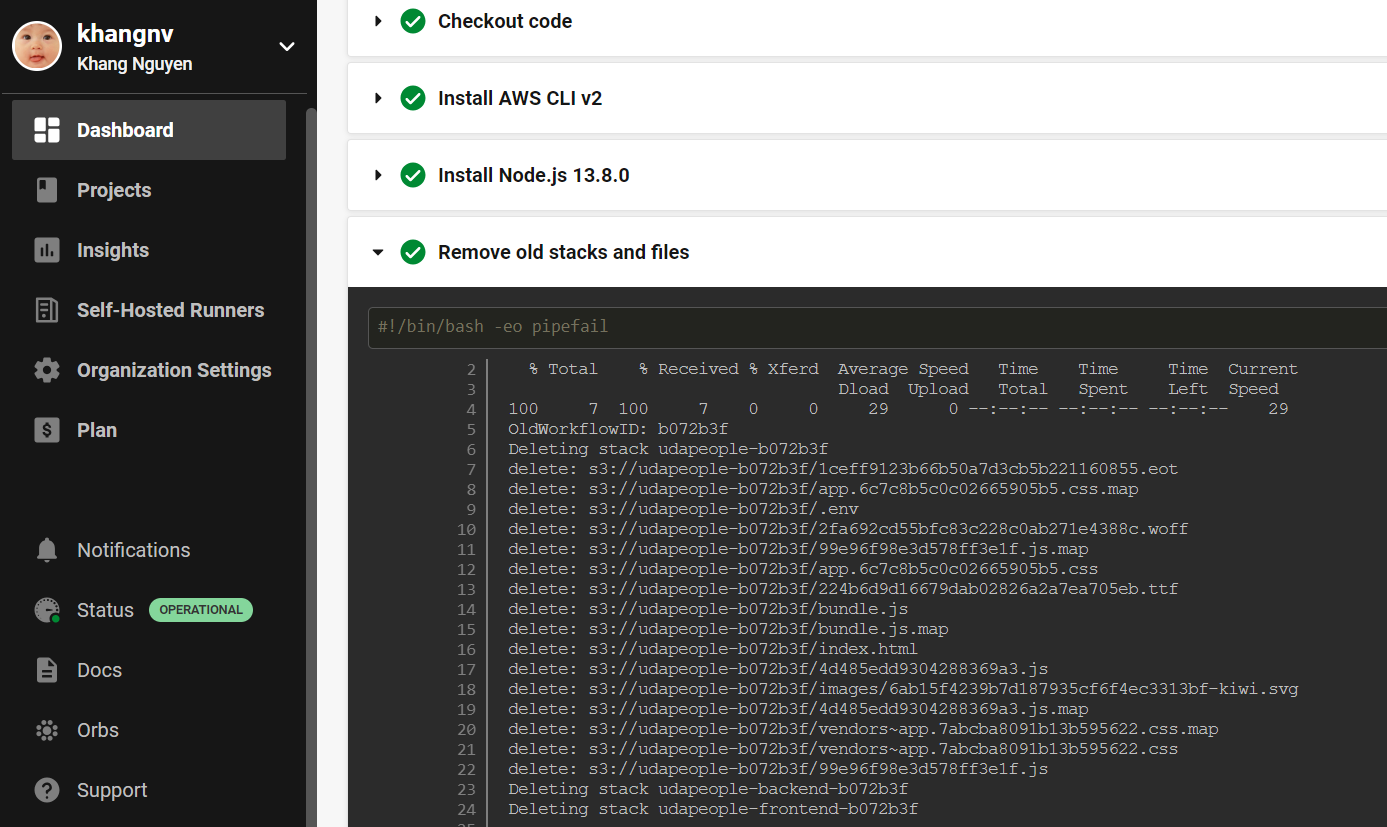 khangnv
Khang Nguyen
Dashboard
Projects
Insights
Self-Hosted Runners
Organization Settings
Plan
Notifications
Status OPERATIONAL
Docs
Orbs
Support
Checkout code
Install AWS CLI v2
Install Node.js 13.8.0
Remove old stacks and files
#!/bin/bash -eo pipefail
2 % Total % Received % Xferd Average Speed Time Time Time Current
3 Dload Upload Total Spent Left Speed
4 100 7 100 7 0 0 29 0 --:--:-- --:--:-- --:--:-- 29
5 OldWorkflowID: b072b3f
6 Deleting stack udapeople-b072b3f
7 delete: s3://udapeople-b072b3f/1ceff9123b66b50a7d3cb5b221160855.eot
8 delete: s3://udapeople-b072b3f/app.6c7c8b5c0c02665905b5.css.map
9 delete: s3://udapeople-b072b3f/.env
10 delete: s3://udapeople-b072b3f/2fa692cd55bfc83c228c0ab271e4388c.woff
11 delete: s3://udapeople-b072b3f/99e96f98e3d578ff3e1f.js.map
12 delete: s3://udapeople-b072b3f/app.6c7c8b5c0c02665905b5.css
13 delete: s3://udapeople-b072b3f/224b6d9d16679dab02826a2a7ea705eb.ttf
14 delete: s3://udapeople-b072b3f/bundle.js
15 delete: s3://udapeople-b072b3f/bundle.js.map
16 delete: s3://udapeople-b072b3f/index.html
17 delete: s3://udapeople-b072b3f/4d485edd9304288369a3.js
18 delete: s3://udapeople-b072b3f/images/6ab15f4239b7d187935cf6f4ec3313bf-kiwi.svg
19 delete: s3://udapeople-b072b3f/4d485edd9304288369a3.js.map
20 delete: s3://udapeople-b072b3f/vendors~app.7abcba8091b13b595622.css.map
21 delete: s3://udapeople-b072b3f/vendors~app.7abcba8091b13b595622.css
22 delete: s3://udapeople-b072b3f/99e96f98e3d578ff3e1f.js
23 Deleting stack udapeople-backend-b072b3f
24 Deleting stack udapeople-frontend-b072b3f